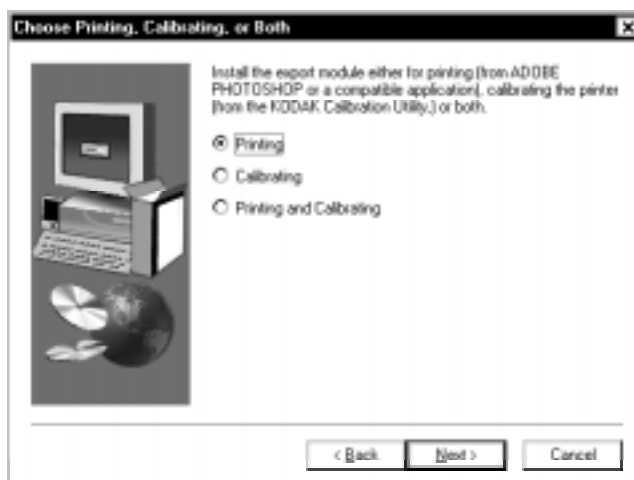 Choose Printing, Calibrating, or Both
Install the export module either for printing (from ADOBE
PHOTOSHOP or a compatible application), calibrating the printer
(from the KODAK Calibration Utility,) or both.
Printing
Calibrating
Printing and Calibrating
< Back
Next >
Cancel